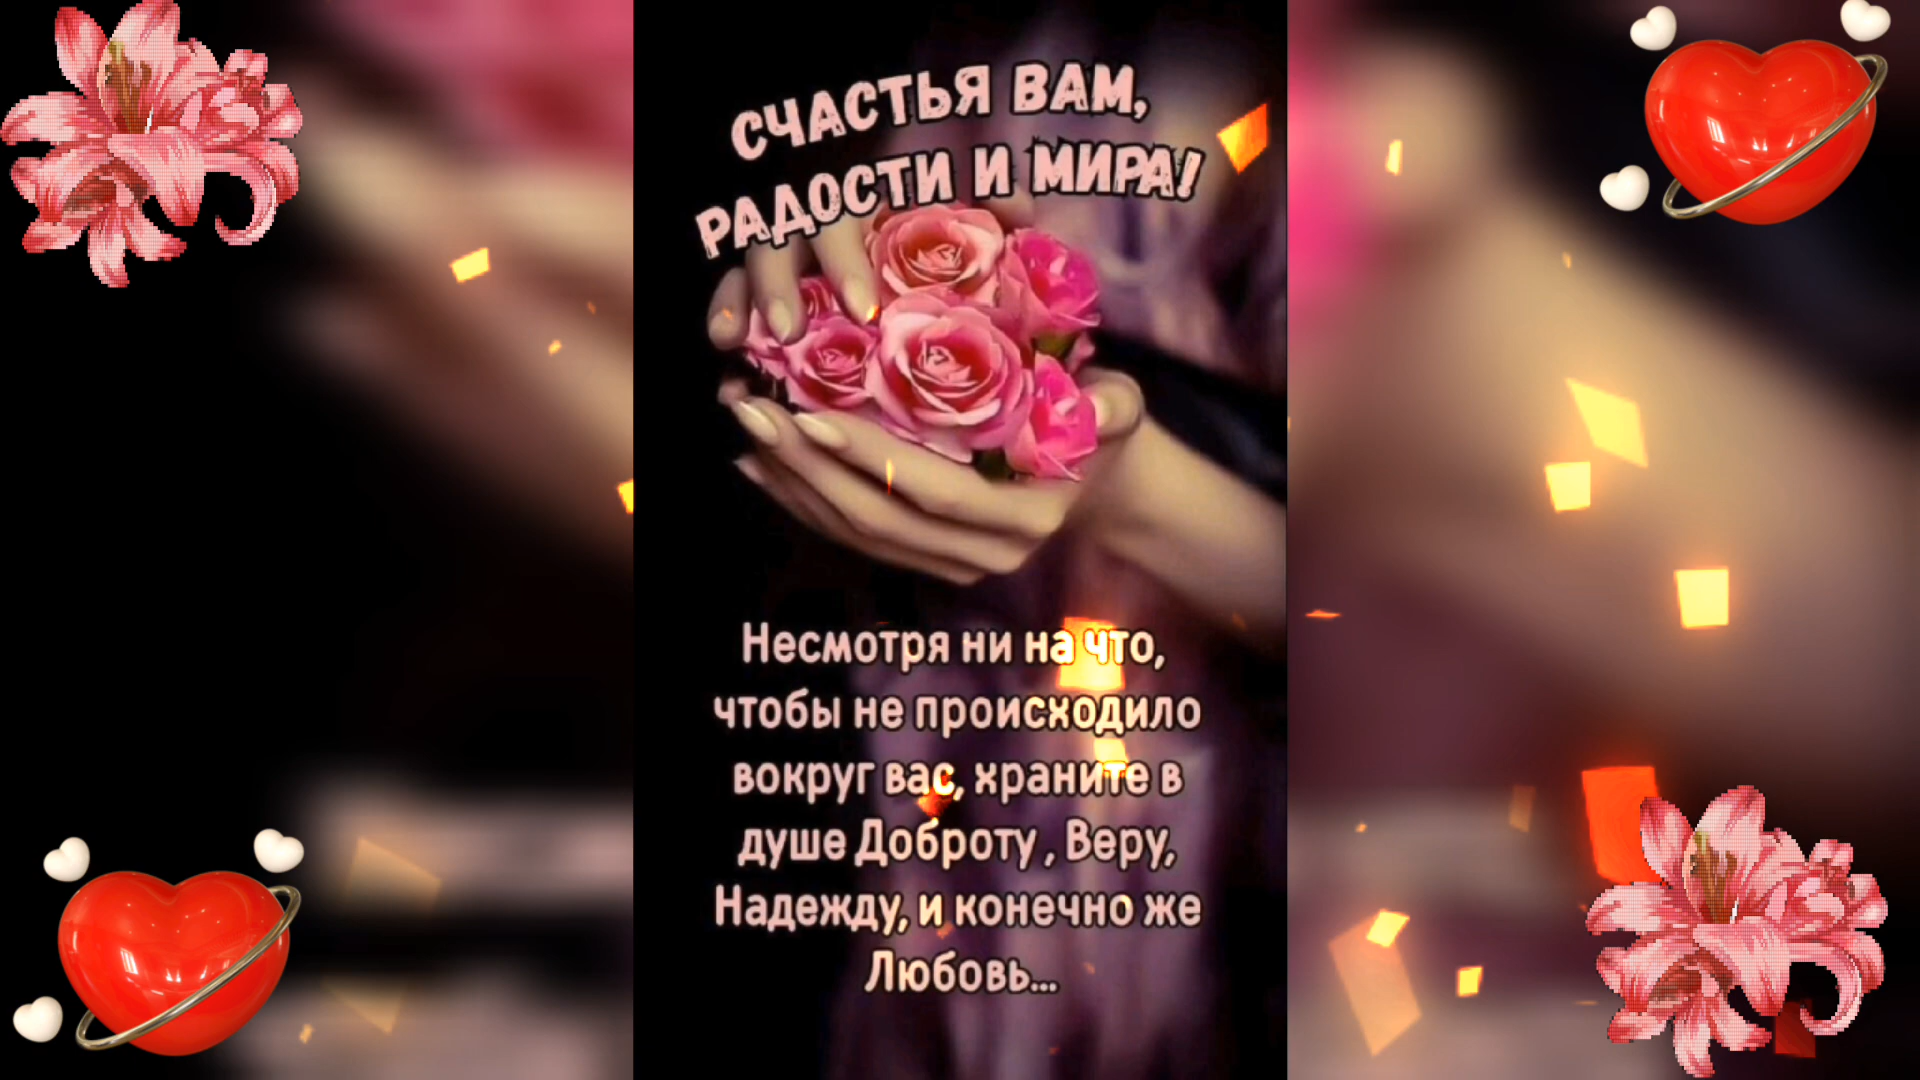 СЧАСТЬЯ ВАМ,
РАДОСТИ И МИРА!
Несмотря ни на что,
чтобы не происходило
вокруг вас, храните в
душе Доброту , Веру,
Надежду, и конечно же
Любовь...